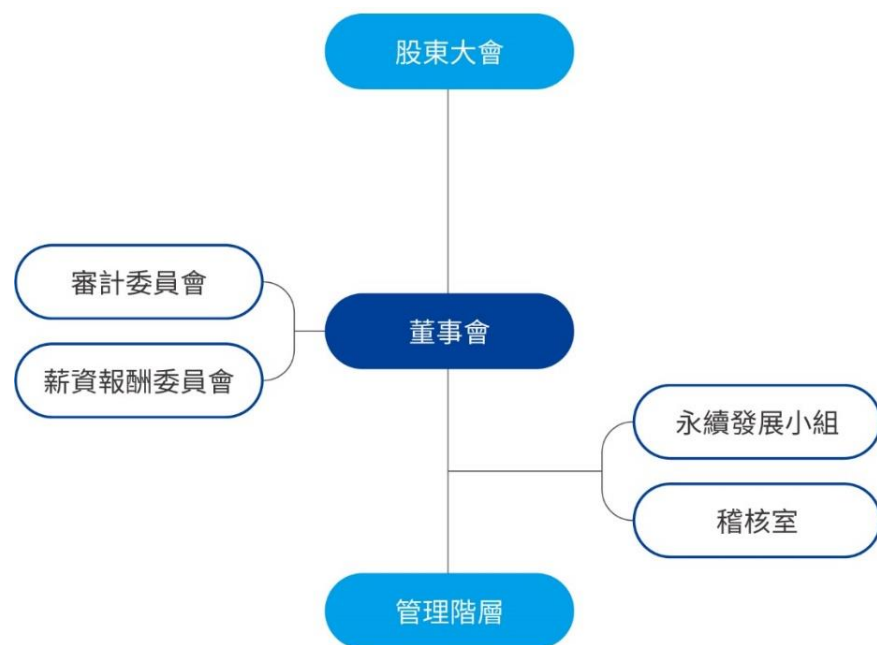 股東大會
審計委員會
董事會
薪資報酬委員會
永續發展小組
稽核室
管理階層